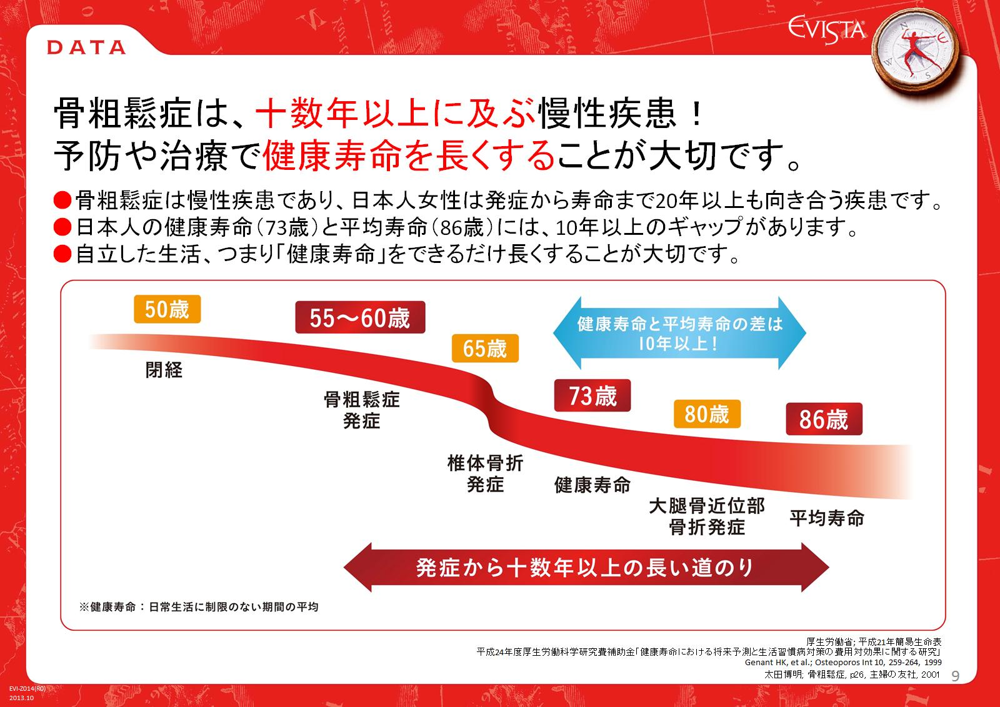 DATA
EVISTA®
N
E
S
W
骨粗鬆症は、十数年以上に及ぶ慢性疾患！
予防や治療で健康寿命を長くすることが大切です。
●骨粗鬆症は慢性疾患であり、日本人女性は発症から寿命まで20年以上も向き合う疾患です。
●日本人の健康寿命（73歳）と平均寿命（86歳）には、10年以上のギャップがあります。
●自立した生活、つまり「健康寿命」をできるだけ長くすることが大切です。
50歳
閉経
55～60歳
骨粗鬆症
発症
65歳
椎体骨折
発症
健康寿命と平均寿命の差は
10年以上！
73歳
健康寿命
80歳
大腿骨近位部
骨折発症
86歳
平均寿命
発症から十数年以上の長い道のり
※健康寿命：日常生活に制限のない期間の平均
厚生労働省; 平成21年簡易生命表
平成24年度厚生労働科学研究費補助金「健康寿命における将来予測と生活習慣病対策の費用対効果に関する研究」
Genant HK, et al.; Osteoporos Int 10, 259-264, 1999
太田博明; 骨粗鬆症, p26, 主婦の友社, 2001
9
EVI-Z014(R0)
2013.10